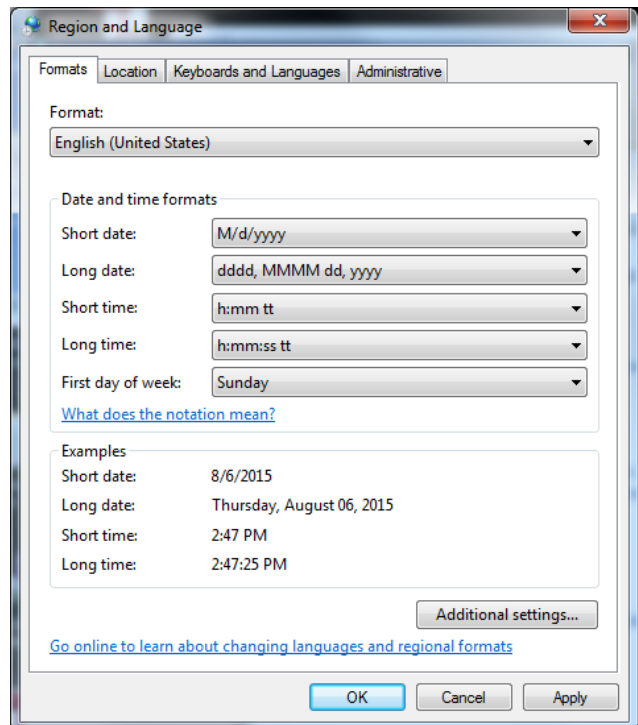 Region and Language
Formats Location Keyboards and Languages Administrative
Format:
English (United States)
Date and time formats
Short date: M/d/yyyy
Long date: dddd, MMMM dd, yyyy
Short time: h:mm tt
Long time: h:mm:ss tt
First day of week: Sunday
What does the notation mean?
Examples
Short date: 8/6/2015
Long date: Thursday, August 06, 2015
Short time: 2:47 PM
Long time: 2:47:25 PM
Additional settings...
Go online to learn about changing languages and regional formats
OK Cancel Apply